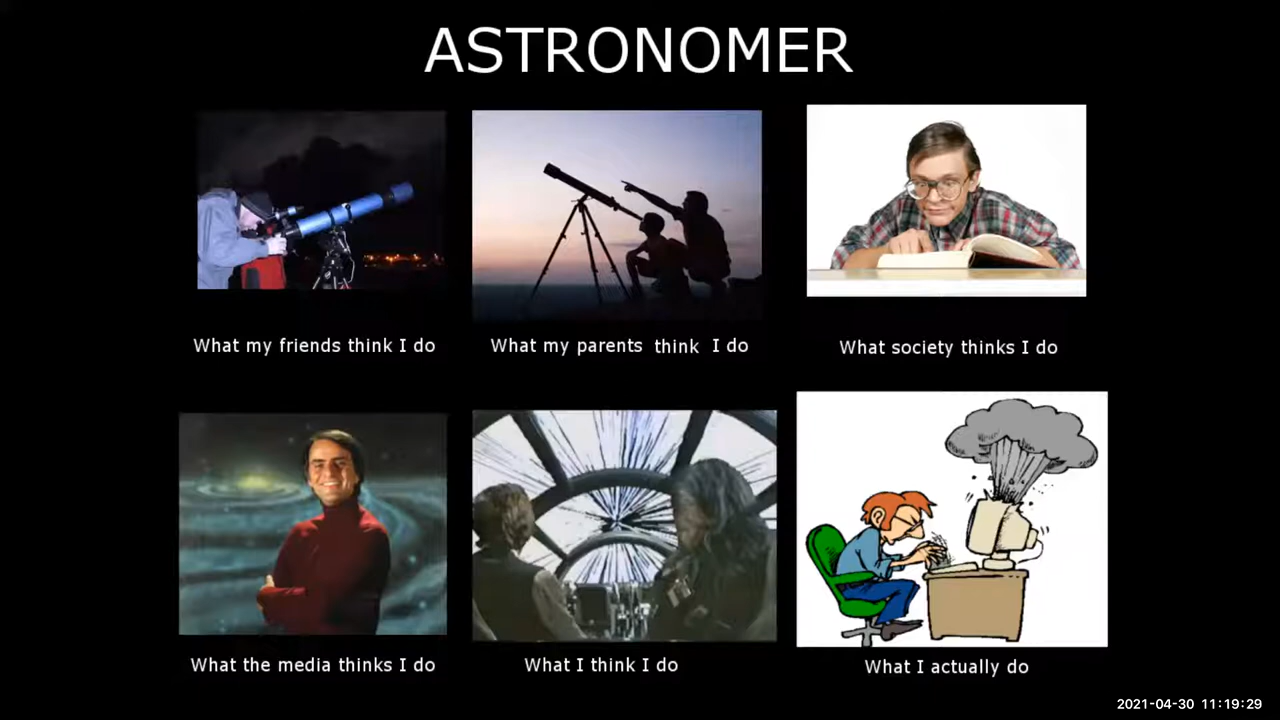 ASTRONOMER
What my friends think I do
What my parents think I do
What society thinks I do
What the media thinks I do
What I think I do
What I actually do
2021-04-30 11:19:29